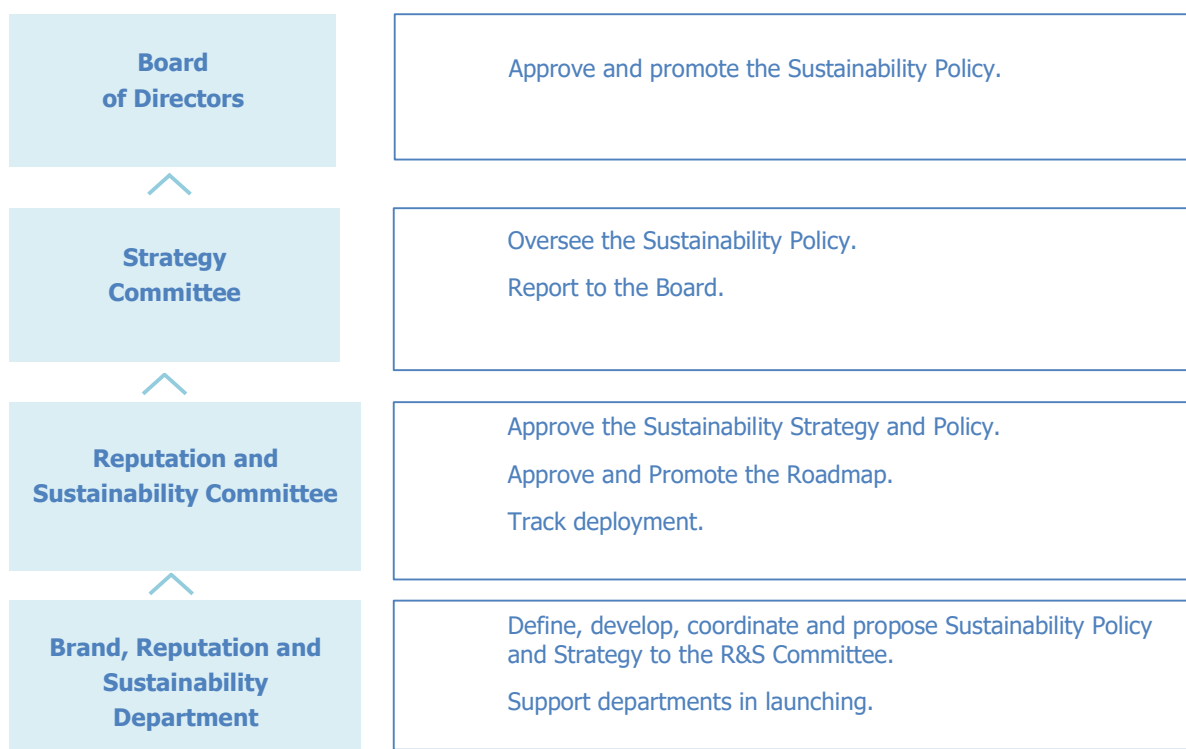 Board
of Directors
Approve and promote the Sustainability Policy.
Strategy
Committee
Oversee the Sustainability Policy.
Report to the Board.
Reputation and
Sustainability Committee
Approve the Sustainability Strategy and Policy.
Approve and Promote the Roadmap.
Track deployment.
Brand, Reputation and
Sustainability
Department
Define, develop, coordinate and propose Sustainability Policy
and Strategy to the R&S Committee.
Support departments in launching.